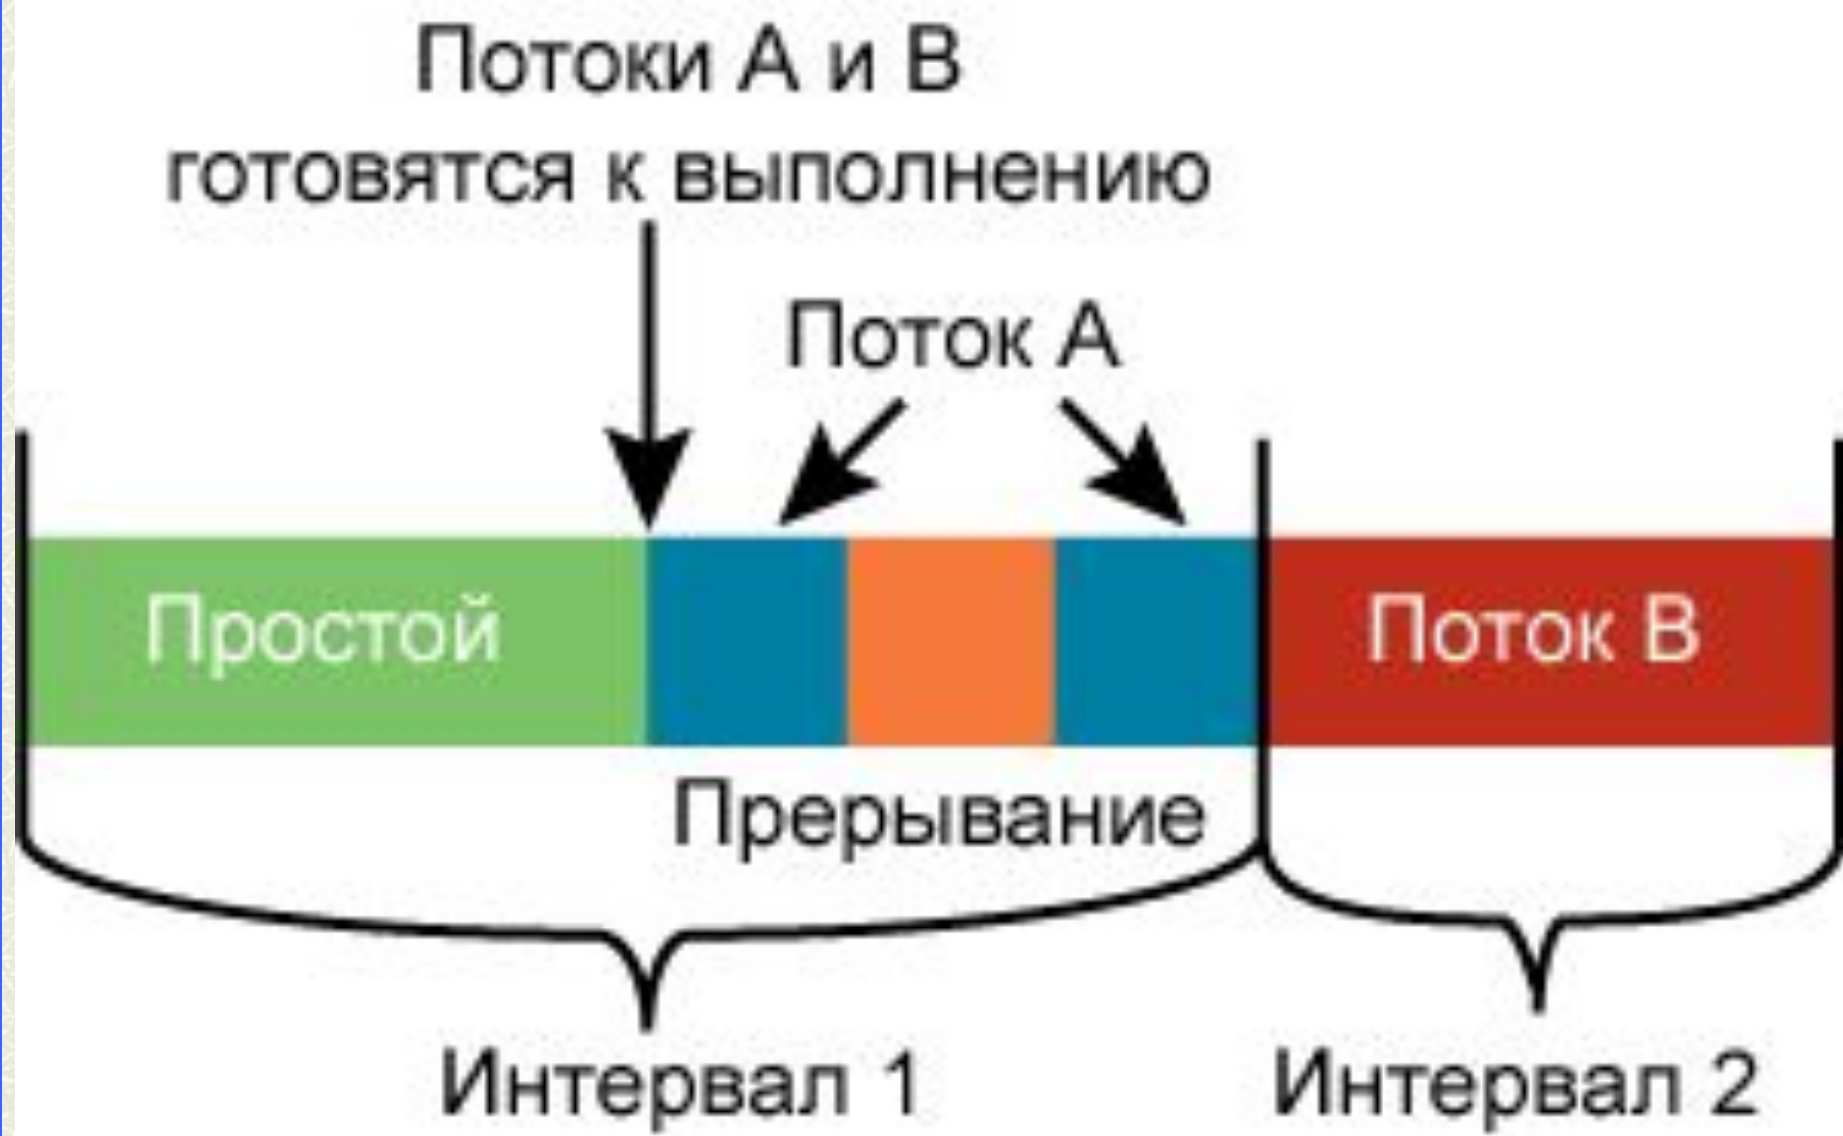 Потоки А и В
готовятся к выполнению
Поток А
Простой
Поток В
Прерывание
Интервал 1
Интервал 2